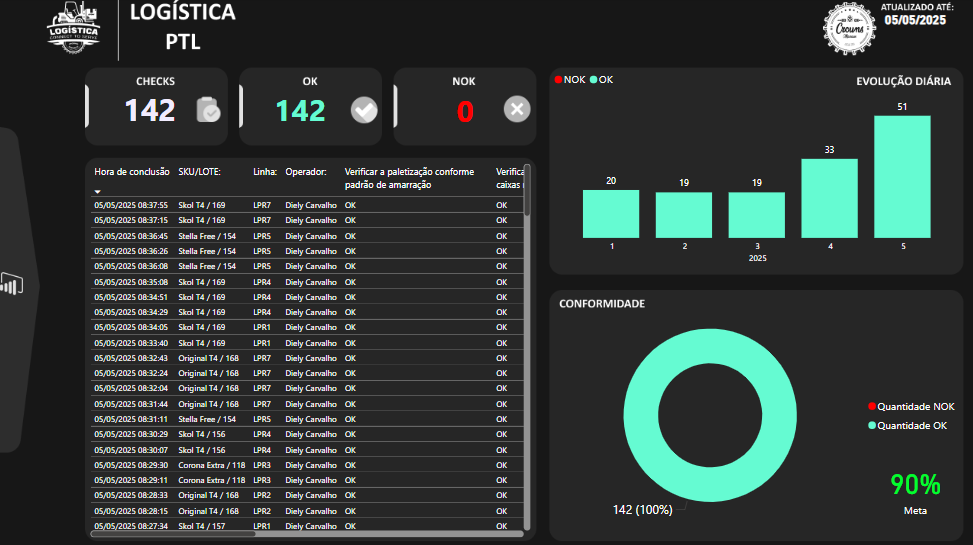 LOGÍSTICA
CONNECT TO SERVE
LOGÍSTICA
PTL
Crowns
ATUALIZADO ATÉ:
05/05/2025
CHECKS
142
OK
142
NOK
0
Hora de conclusão SKU/LOTE: Linha: Operador: Verificar a paletização conforme padrão de amarração Verifica caixas
05/05/2025 08:37:55 Skol T4 / 169 LPR7 Diely Carvalho OK OK
05/05/2025 08:37:15 Skol T4 / 169 LPR7 Diely Carvalho OK OK
05/05/2025 08:36:45 Stella Free / 154 LPR5 Diely Carvalho OK OK
05/05/2025 08:36:26 Stella Free / 154 LPR5 Diely Carvalho OK OK
05/05/2025 08:36:08 Stella Free / 154 LPR5 Diely Carvalho OK OK
05/05/2025 08:35:08 Skol T4 / 169 LPR4 Diely Carvalho OK OK
05/05/2025 08:34:51 Skol T4 / 169 LPR4 Diely Carvalho OK OK
05/05/2025 08:34:29 Skol T4 / 169 LPR4 Diely Carvalho OK OK
05/05/2025 08:34:05 Skol T4 / 169 LPR1 Diely Carvalho OK OK
05/05/2025 08:33:40 Skol T4 / 169 LPR1 Diely Carvalho OK OK
05/05/2025 08:32:43 Original T4 / 168 LPR7 Diely Carvalho OK OK
05/05/2025 08:32:24 Original T4 / 168 LPR7 Diely Carvalho OK OK
05/05/2025 08:32:04 Original T4 / 168 LPR7 Diely Carvalho OK OK
05/05/2025 08:31:44 Original T4 / 168 LPR7 Diely Carvalho OK OK
05/05/2025 08:31:11 Stella Free / 154 LPR5 Diely Carvalho OK OK
05/05/2025 08:30:29 Skol T4 / 156 LPR4 Diely Carvalho OK OK
05/05/2025 08:30:07 Skol T4 / 156 LPR4 Diely Carvalho OK OK
05/05/2025 08:29:30 Corona Extra / 118 LPR3 Diely Carvalho OK OK
05/05/2025 08:29:11 Corona Extra / 118 LPR3 Diely Carvalho OK OK
05/05/2025 08:28:33 Original T4 / 168 LPR2 Diely Carvalho OK OK
05/05/2025 08:28:15 Original T4 / 168 LPR2 Diely Carvalho OK OK
05/05/2025 08:27:34 Skol T4 / 157 LPR1 Diely Carvalho OK OK
NOK OK
EVOLUÇÃO DIÁRIA
20 19 19 33 51
1 2 3 4 5
2025
CONFORMIDADE
Quantidade NOK
Quantidade OK
90%
Meta
142 (100%)